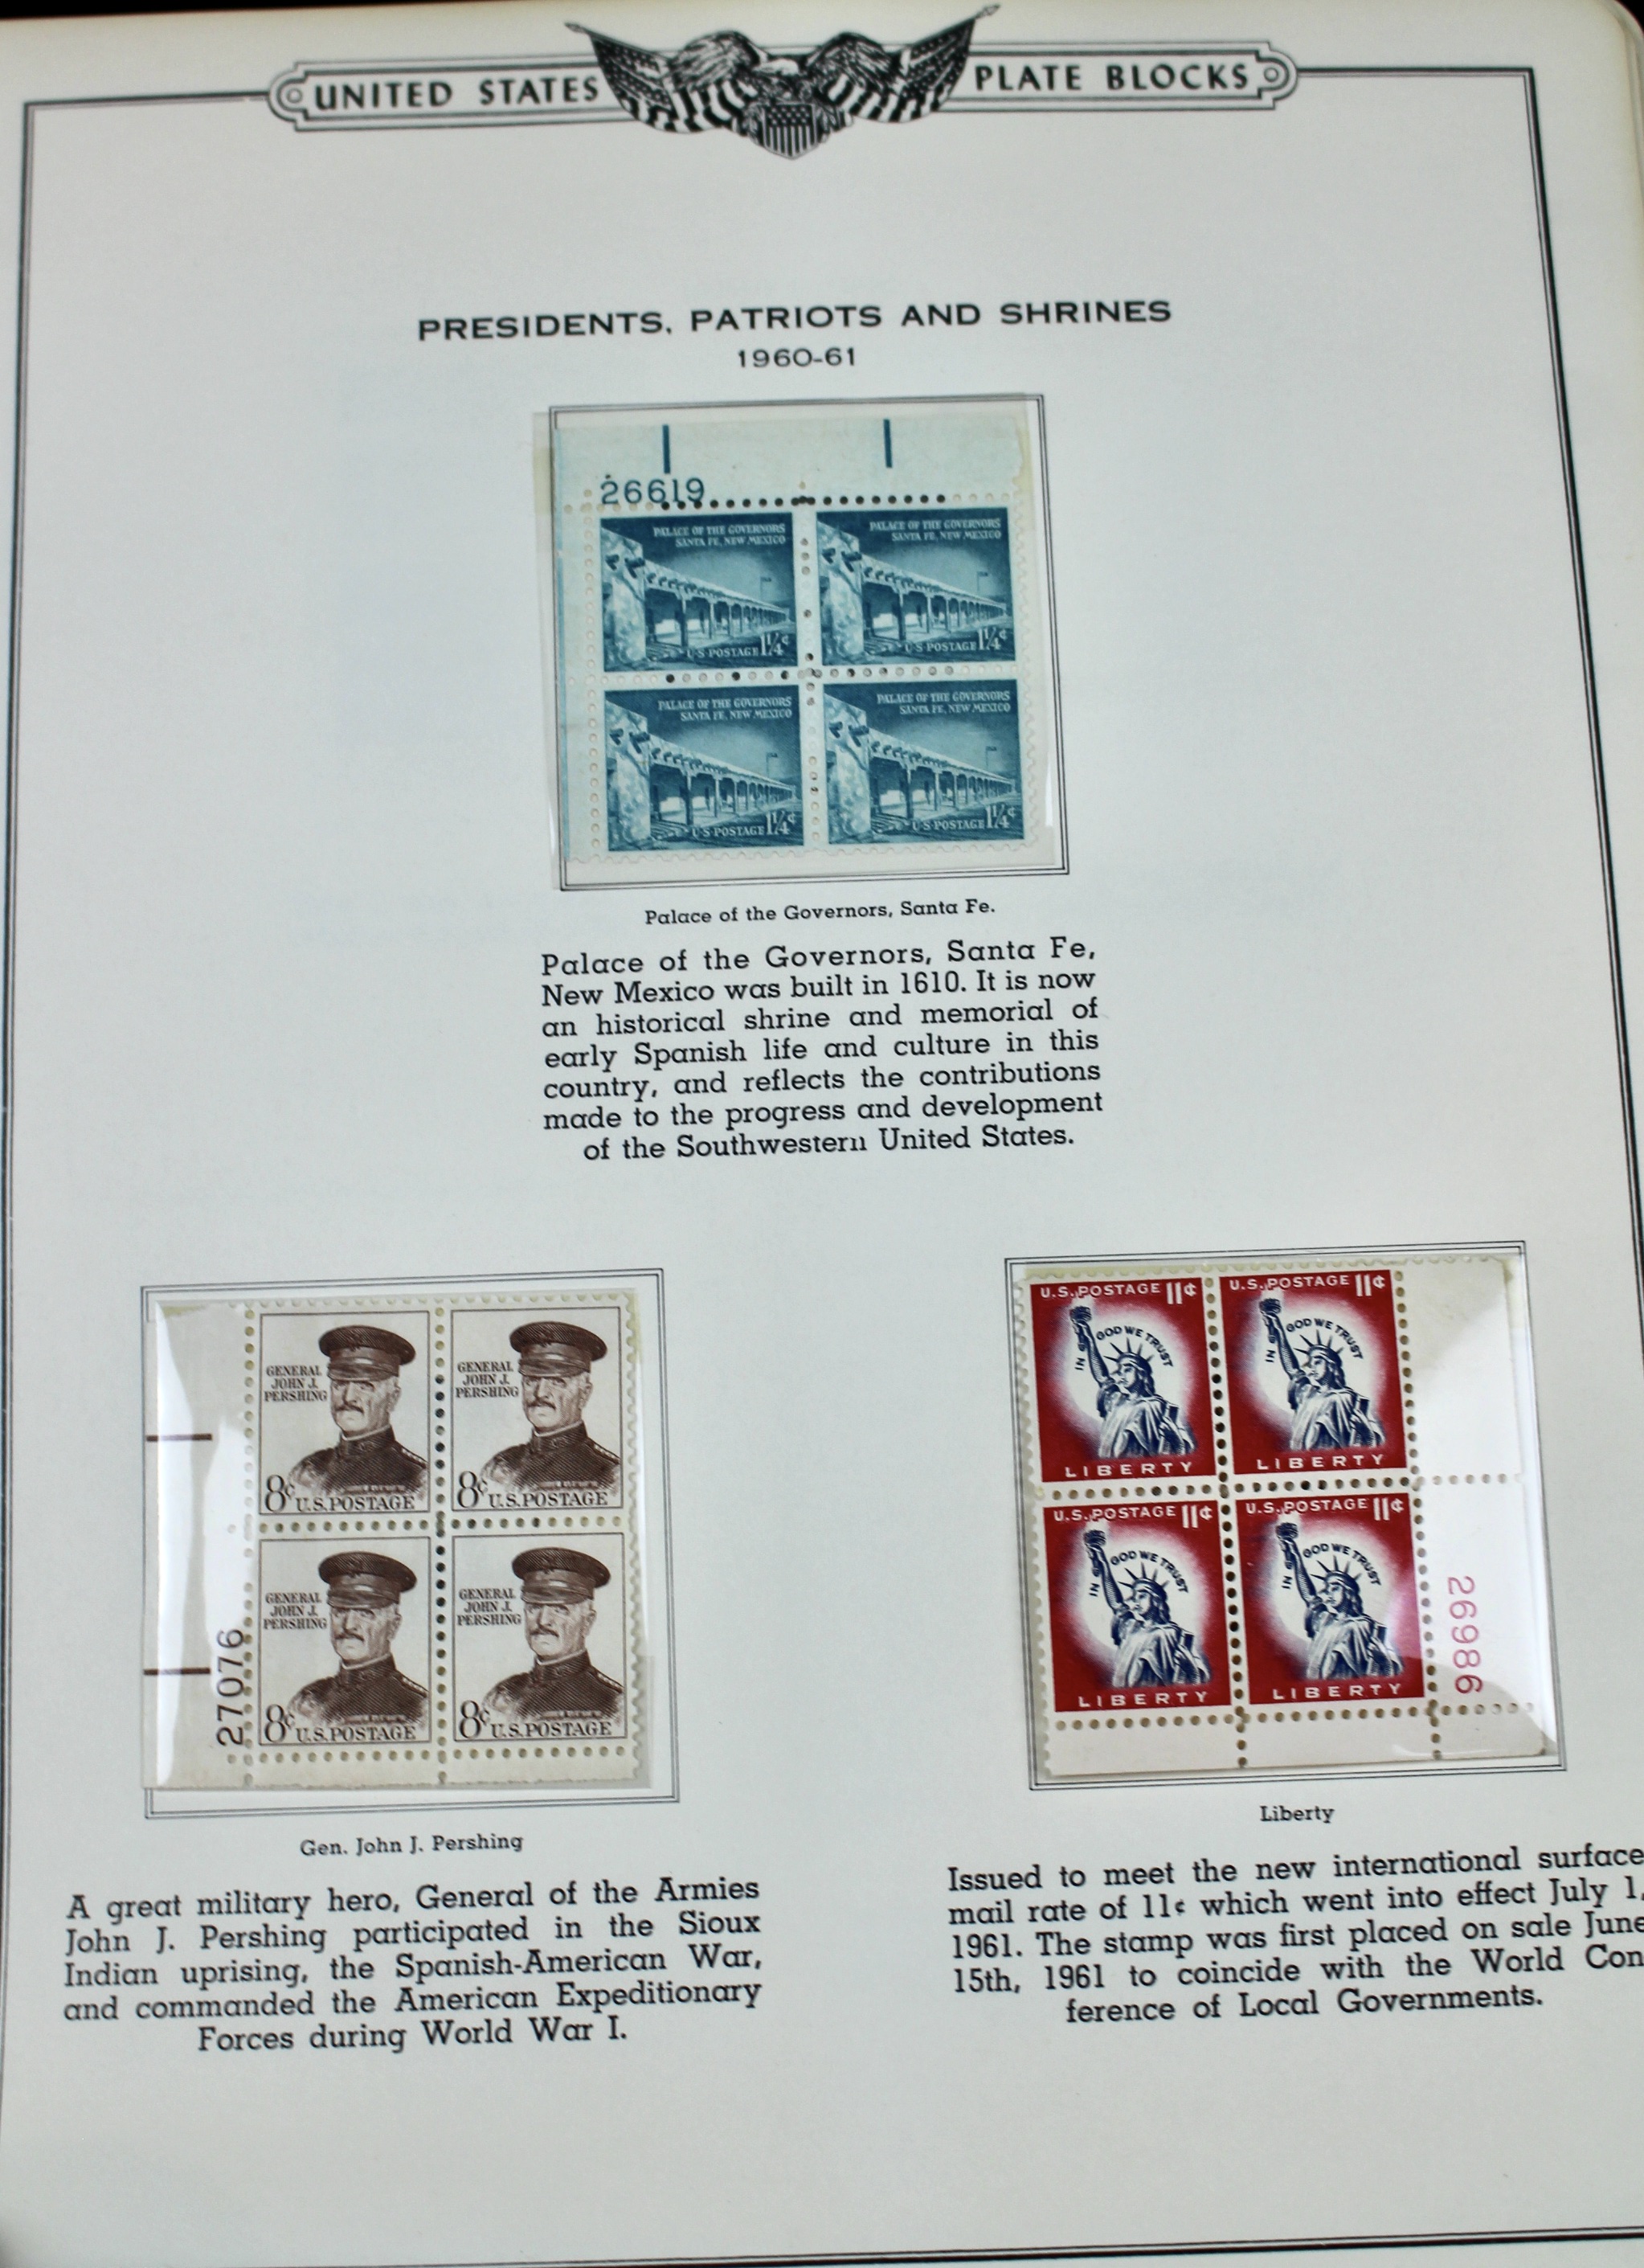 UNITED STATES PLATE BLOCKS
PRESIDENTS, PATRIOTS AND SHRINES
1960-61
26619
PALACE OF THE GOVERNORS
SANTA FE, NEW MEXICO
U·S·POSTAGE 1¼¢
PALACE OF THE GOVERNORS
SANTA FE, NEW MEXICO
U·S·POSTAGE 1¼¢
PALACE OF THE GOVERNORS
SANTA FE, NEW MEXICO
U·S·POSTAGE 1¼¢
PALACE OF THE GOVERNORS
SANTA FE, NEW MEXICO
U·S·POSTAGE 1¼¢
Palace of the Governors, Santa Fe.
Palace of the Governors, Santa Fe,
New Mexico was built in 1610. It is now
an historical shrine and memorial of
early Spanish life and culture in this
country, and reflects the contributions
made to the progress and development
of the Southwestern United States.
GENERAL
JOHN J.
PERSHING
8¢ U.S.POSTAGE
GENERAL
JOHN J.
PERSHING
8¢ U.S.POSTAGE
GENERAL
JOHN J.
PERSHING
8¢ U.S.POSTAGE
GENERAL
JOHN J.
PERSHING
8¢ U.S.POSTAGE
27076
Gen. John J. Pershing
A great military hero, General of the Armies
John J. Pershing participated in the Sioux
Indian uprising, the Spanish-American War,
and commanded the American Expeditionary
Forces during World War I.
U.S. POSTAGE 11¢
IN GOD WE TRUST
LIBERTY
U.S. POSTAGE 11¢
IN GOD WE TRUST
LIBERTY
U.S. POSTAGE 11¢
IN GOD WE TRUST
LIBERTY
U.S. POSTAGE 11¢
IN GOD WE TRUST
LIBERTY
26986
Liberty
Issued to meet the new international surface
mail rate of 11¢ which went into effect July 1,
1961. The stamp was first placed on sale June
15th, 1961 to coincide with the World Con
ference of Local Governments.